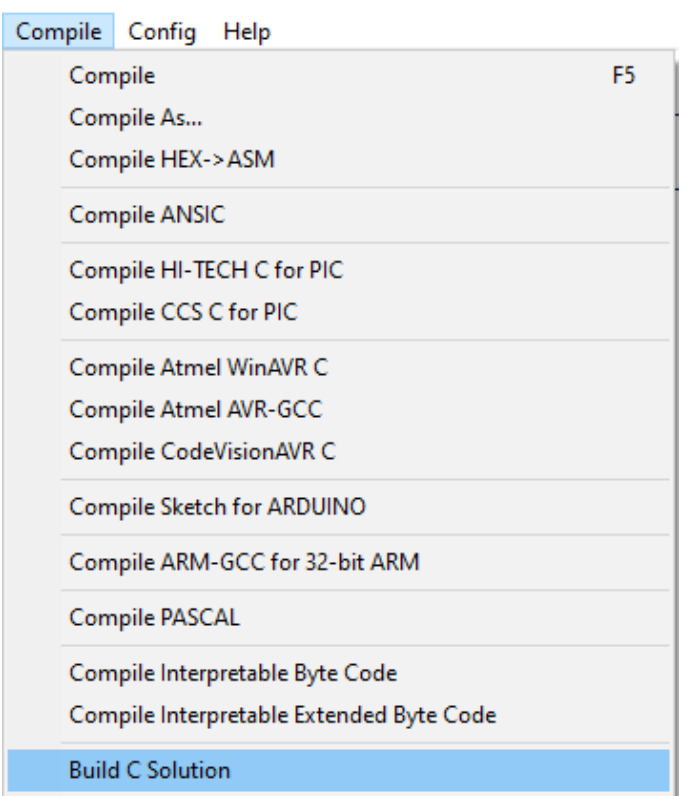 Compile Config Help
Compile F5
Compile As...
Compile HEX->ASM
Compile ANSIC
Compile HI-TECH C for PIC
Compile CCS C for PIC
Compile Atmel WinAVR C
Compile Atmel AVR-GCC
Compile CodeVisionAVR C
Compile Sketch for ARDUINO
Compile ARM-GCC for 32-bit ARM
Compile PASCAL
Compile Interpretable Byte Code
Compile Interpretable Extended Byte Code
Build C Solution